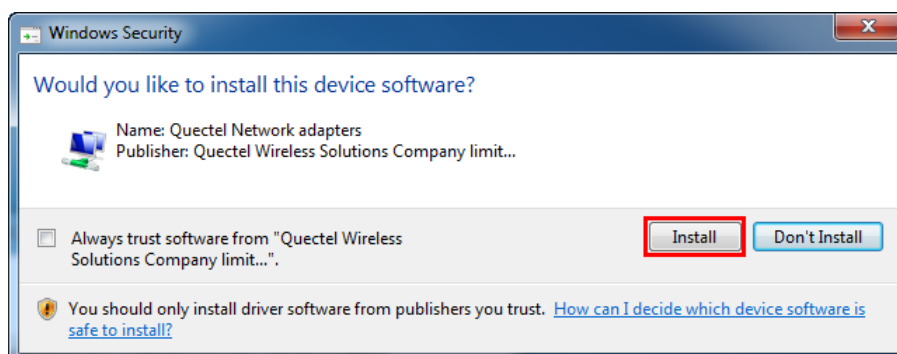 Windows Security
Would you like to install this device software?
Name: Quectel Network adapters
Publisher: Quectel Wireless Solutions Company limit...
Always trust software from "Quectel Wireless
Solutions Company limit...".
Install
Don't Install
You should only install driver software from publishers you trust. How can I decide which device software is
safe to install?